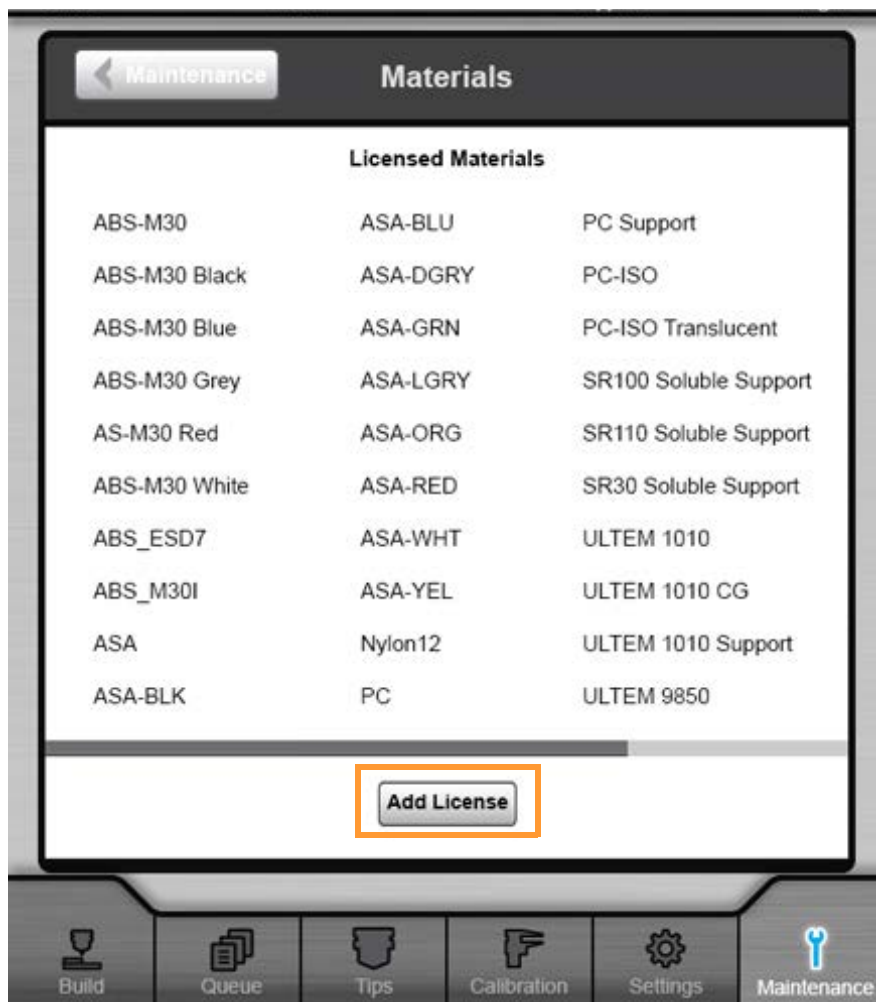 Maintenance
Materials
Licensed Materials
ABS-M30 ASA-BLU PC Support
ABS-M30 Black ASA-DGRY PC-ISO
ABS-M30 Blue ASA-GRN PC-ISO Translucent
ABS-M30 Grey ASA-LGRY SR100 Soluble Support
AS-M30 Red ASA-ORG SR110 Soluble Support
ABS-M30 White ASA-RED SR30 Soluble Support
ABS_ESD7 ASA-WHT ULTEM 1010
ABS_M30I ASA-YEL ULTEM 1010 CG
ASA Nylon12 ULTEM 1010 Support
ASA-BLK PC ULTEM 9850
Add License
Build Queue Tips Calibration Settings Maintenance